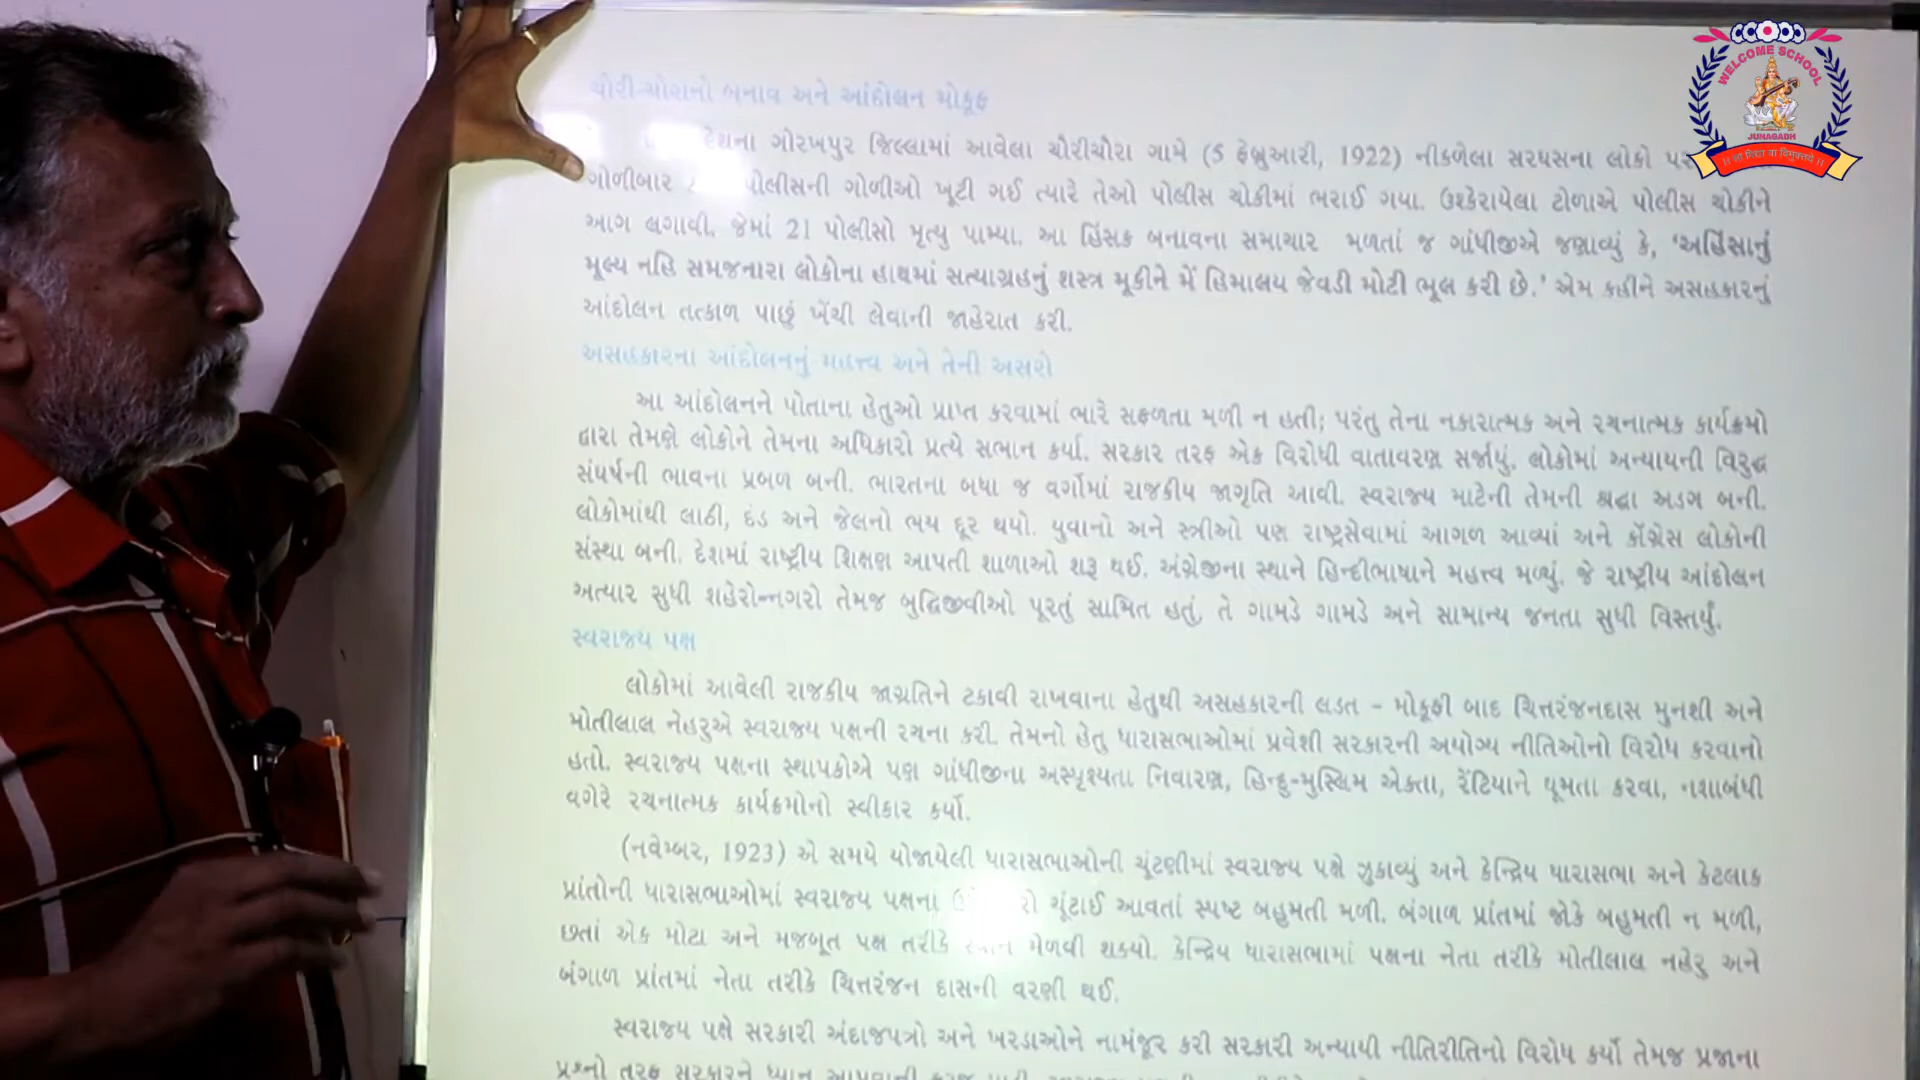 ચોરી-ચોરાનો બનાવ અને આંદોલન મોકૂફ
ગોરખપુર જિલ્લામાં આવેલા ચૌરીચૌરા ગામે (5 ફેબ્રુઆરી, 1922) નીકળેલા સરઘસના લોકો
ગોળીબાર પોલીસની ગોળીઓ ખૂટી ગઈ ત્યારે તેઓ પોલીસ ચોકીમાં ભરાઈ ગયા. ઉશ્કેરાયેલા ટોળાએ પોલીસ ચોકીને
આગ લગાવી. જેમાં 21 પોલીસો મૃત્યુ પામ્યા. આ હિંસક બનાવના સમાચાર મળતાં જ ગાંધીજીએ જણાવ્યું કે, ‘અહિંસાનું
મૂલ્ય નહિ સમજનારા લોકોના હાથમાં સત્યાગ્રહનું શસ્ત્ર મૂકીને મેં હિમાલય જેવડી મોટી ભૂલ કરી છે.’ એમ કહીને અસહકારનું
આંદોલન તત્કાળ પાછું ખેંચી લેવાની જાહેરાત કરી.
અસહકારના આંદોલનનું મહત્ત્વ અને તેની અસરો
આ આંદોલનને પોતાના હેતુઓ પ્રાપ્ત કરવામાં ભારે સફળતા મળી ન હતી; પરંતુ તેના નકારાત્મક અને રચનાત્મક કાર્યક્રમો
દ્વારા તેમણે લોકોને તેમના અધિકારો પ્રત્યે સભાન કર્યા. સરકાર તરફ એક વિરોધી વાતાવરણ સર્જાયું. લોકોમાં અન્યાયની વિરુદ્ધ
સંઘર્ષની ભાવના પ્રબળ બની. ભારતના બધા જ વર્ગોમાં રાજકીય જાગૃતિ આવી. સ્વરાજ્ય માટેની તેમની શ્રદ્ધા અડગ બની.
લોકોમાંથી લાઠી, દંડ અને જેલનો ભય દૂર થયો. યુવાનો અને સ્ત્રીઓ પણ રાષ્ટ્રસેવામાં આગળ આવ્યાં અને કૉંગ્રેસ લોકોની
સંસ્થા બની. દેશમાં રાષ્ટ્રીય શિક્ષણ આપતી શાળાઓ શરૂ થઈ. અંગ્રેજીના સ્થાને હિન્દીભાષાને મહત્ત્વ મળ્યું. જે રાષ્ટ્રીય આંદોલન
અત્યાર સુધી શહેરો-નગરો તેમજ બુદ્ધિજીવીઓ પૂરતું સીમિત હતું, તે ગામડે ગામડે અને સામાન્ય જનતા સુધી વિસ્તર્યું.
સ્વરાજ્ય પક્ષ
લોકોમાં આવેલી રાજકીય જાગ્રતિને ટકાવી રાખવાના હેતુથી અસહકારની લડત – મોકૂફી બાદ ચિત્તરંજનદાસ મુનશી અને
મોતીલાલ નેહરુએ સ્વરાજ્ય પક્ષની રચના કરી. તેમનો હેતુ ધારાસભાઓમાં પ્રવેશી સરકારની અયોગ્ય નીતિઓનો વિરોધ કરવાનો
હતો. સ્વરાજ્ય પક્ષના સ્થાપકોએ પણ ગાંધીજીના અસ્પૃશ્યતા નિવારણ, હિન્દુ-મુસ્લિમ એકતા, રેંટિયાને ઘૂમતા કરવા, નશાબંધી
વગેરે રચનાત્મક કાર્યક્રમોનો સ્વીકાર કર્યો.
(નવેમ્બર, 1923) એ સમયે યોજાયેલી ધારાસભાઓની ચૂંટણીમાં સ્વરાજ્ય પક્ષે ઝુકાવ્યું અને કેન્દ્રિય ધારાસભા અને કેટલાક
પ્રાંતોની ધારાસભાઓમાં સ્વરાજ્ય પક્ષના ચૂંટાઈ આવતાં સ્પષ્ટ બહુમતી મળી. બંગાળ પ્રાંતમાં જોકે બહુમતી ન મળી,
છતાં એક મોટા અને મજબૂત પક્ષ તરીકે સ્થાન મેળવી શક્યો. કેન્દ્રિય ધારાસભામાં પક્ષના નેતા તરીકે મોતીલાલ નહેરુ અને
બંગાળ પ્રાંતમાં નેતા તરીકે ચિત્તરંજન દાસની વરણી થઈ.
સ્વરાજ્ય પક્ષે સરકારી અંદાજપત્રો અને ખરડાઓને નામંજૂર કરી સરકારી અન્યાયી નીતિરીતિનો વિરોધ કર્યો તેમજ પ્રજાના
પ્રશ્નો તરફ સરકારને ધ્યાન આપવાની ફરજ
WELCOME SCHOOL
JUNAGADH
।। सा विद्या या विमुक्तये ।।